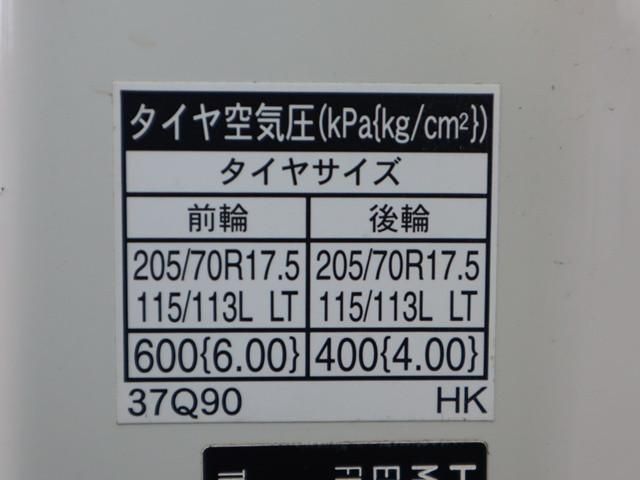 タイヤ空気圧(kPa{kg/cm²})
タイヤサイズ
前輪 後輪
205/70R17.5 205/70R17.5
115/113L LT 115/113L LT
600{6.00} 400{4.00}
37Q90 HK